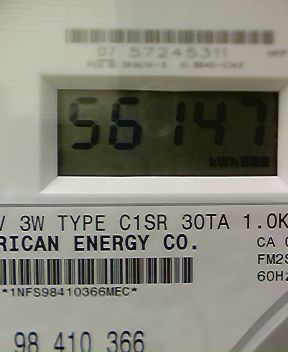 07 57245311
56147
kWh
V 3W TYPE C1SR 30TA 1.0K
RICAN ENERGY CO.
CA
FM2S
60Hz
*1NFS98410366MEC*
98 410 366